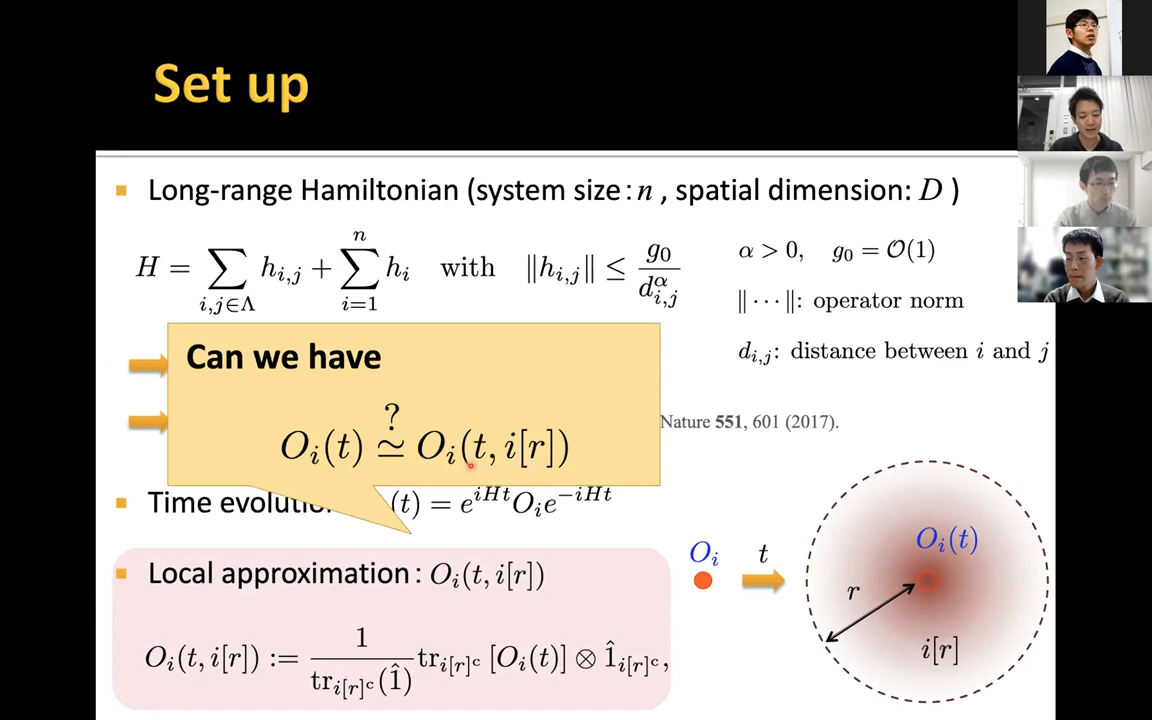 Set up
Long-range Hamiltonian (system size: n , spatial dimension: D )
H = ∑_{i,j∈Λ} h_{i,j} + ∑_{i=1}^{n} h_i with ‖h_{i,j}‖ ≤ g_0 / d_{i,j}^α
α > 0, g_0 = 𝒪(1)
‖ · · · ‖: operator norm
d_{i,j}: distance between i and j
Can we have
O_i(t) ≃^? O_i(t, i[r])
Nature 551, 601 (2017).
Time evolution
(t) = e^{iHt} O_i e^{−iHt}
Local approximation: O_i(t, i[r])
O_i(t, i[r]) := 1 / tr_{i[r]^c}(1̂) tr_{i[r]^c} [O_i(t)] ⊗ 1̂_{i[r]^c},
O_i
t
O_i(t)
r
i[r]